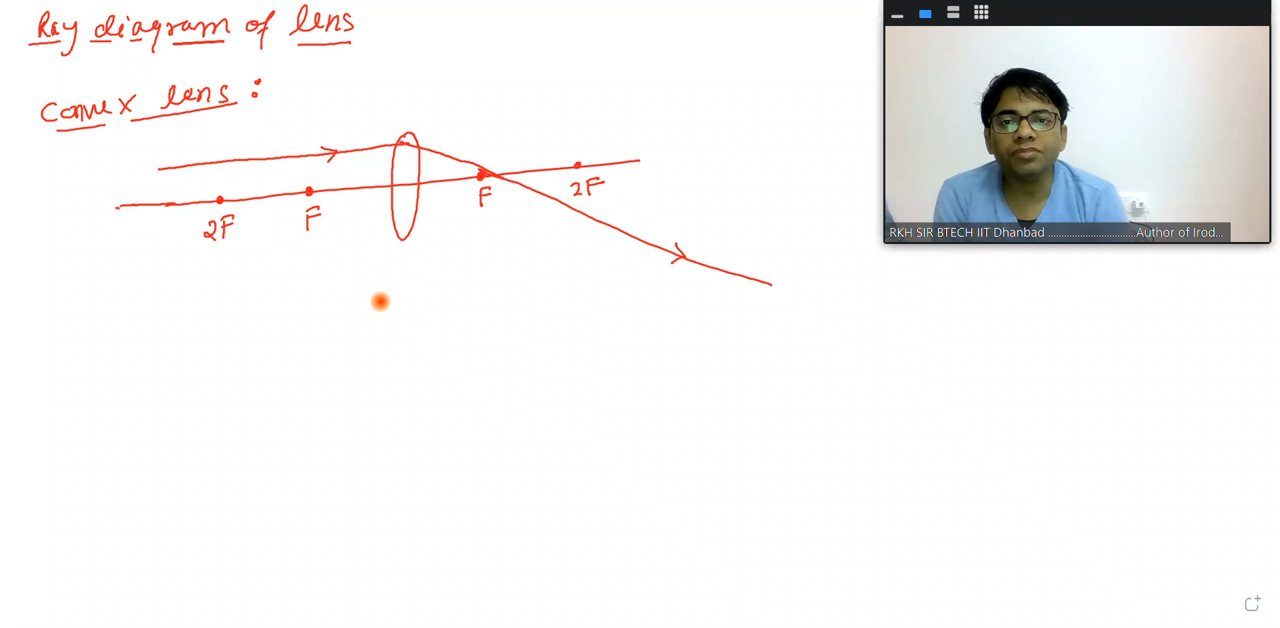 Ray diagram of lens
Convex lens :
2F F F 2F
RKH SIR BTECH IIT Dhanbad ..................................Author of Irod...